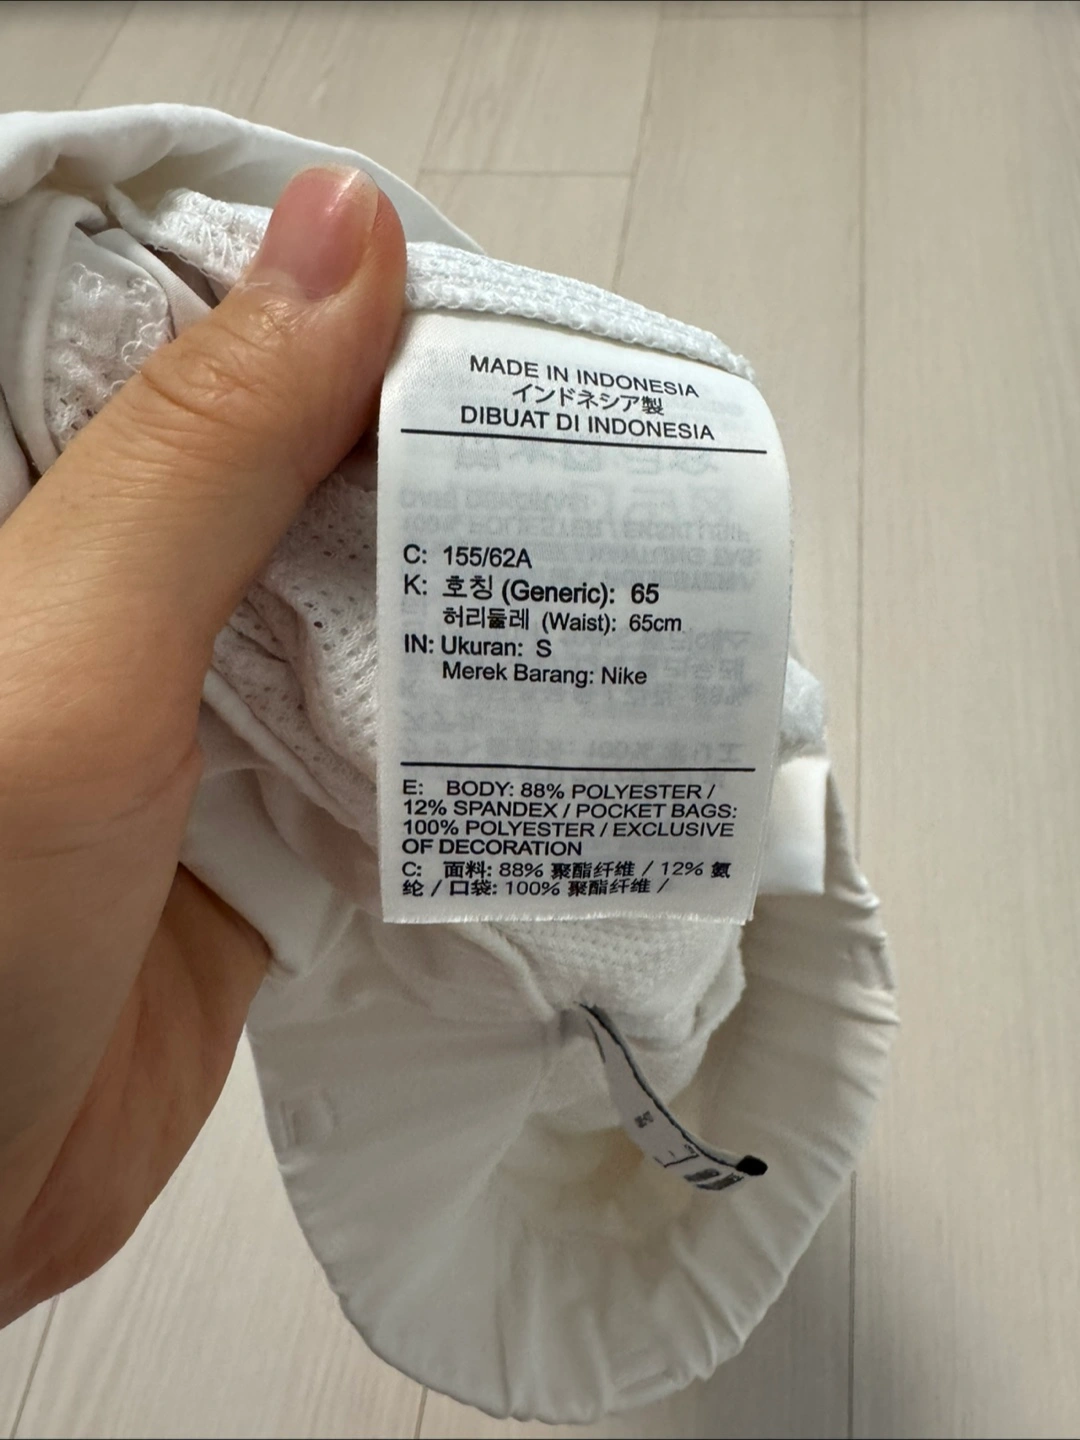 MADE IN INDONESIA
インドネシア製
DIBUAT DI INDONESIA
C: 155/62A
K: 호칭 (Generic): 65
허리둘레 (Waist): 65cm
IN: Ukuran: S
Merek Barang: Nike
E: BODY: 88% POLYESTER /
12% SPANDEX / POCKET BAGS:
100% POLYESTER / EXCLUSIVE
OF DECORATION
C: 面料: 88% 聚酯纤维 / 12% 氨
纶 / 口袋: 100% 聚酯纤维 /